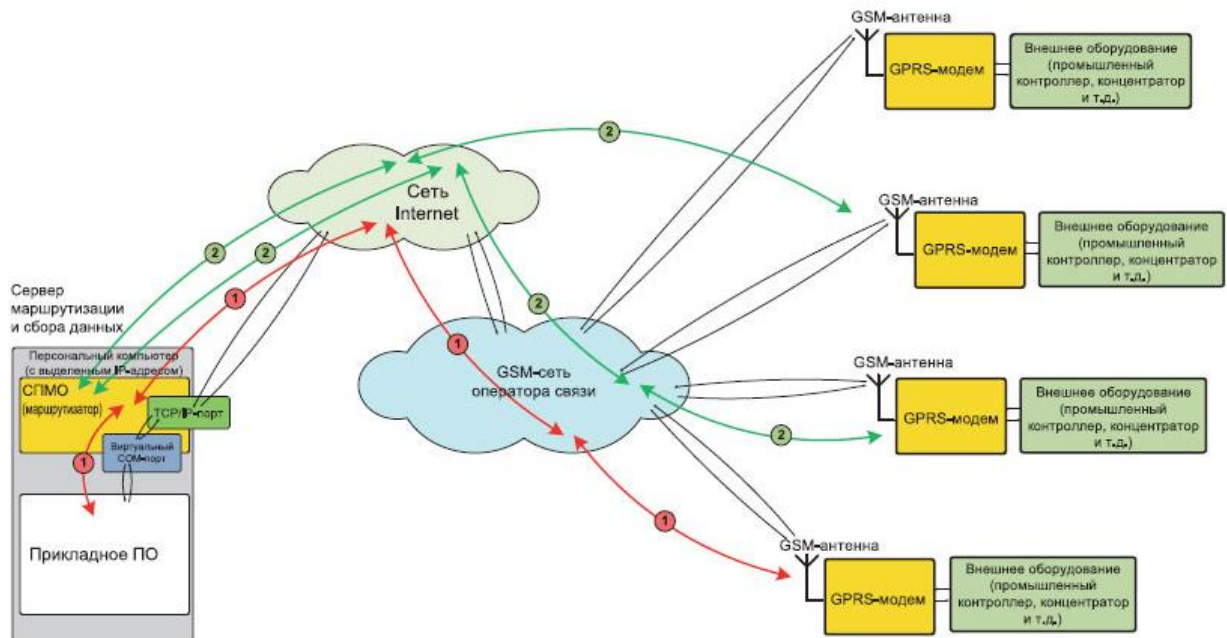 GSM-антенна
GPRS-модем
Внешнее оборудование
(промышленный
контроллер, концентратор
и т.д.)
2
Сеть
Internet
GSM-антенна
GPRS-модем
Внешнее оборудование
(промышленный
контроллер, концентратор
и т.д.)
2
2
1
2
1
Сервер
маршрутизации
и сбора данных
Персональный компьютер
(с выделенным IP-адресом)
СПМО
(маршрутизатор)
TCP/IP-порт
Виртуальный
COM-порт
1
Прикладное ПО
GSM-сеть
оператора связи
GSM-антенна
GPRS-модем
Внешнее оборудование
(промышленный
контроллер, концентратор
и т.д.)
2
1
GSM-антенна
GPRS-модем
Внешнее оборудование
(промышленный
контроллер, концентратор
и т.д.)